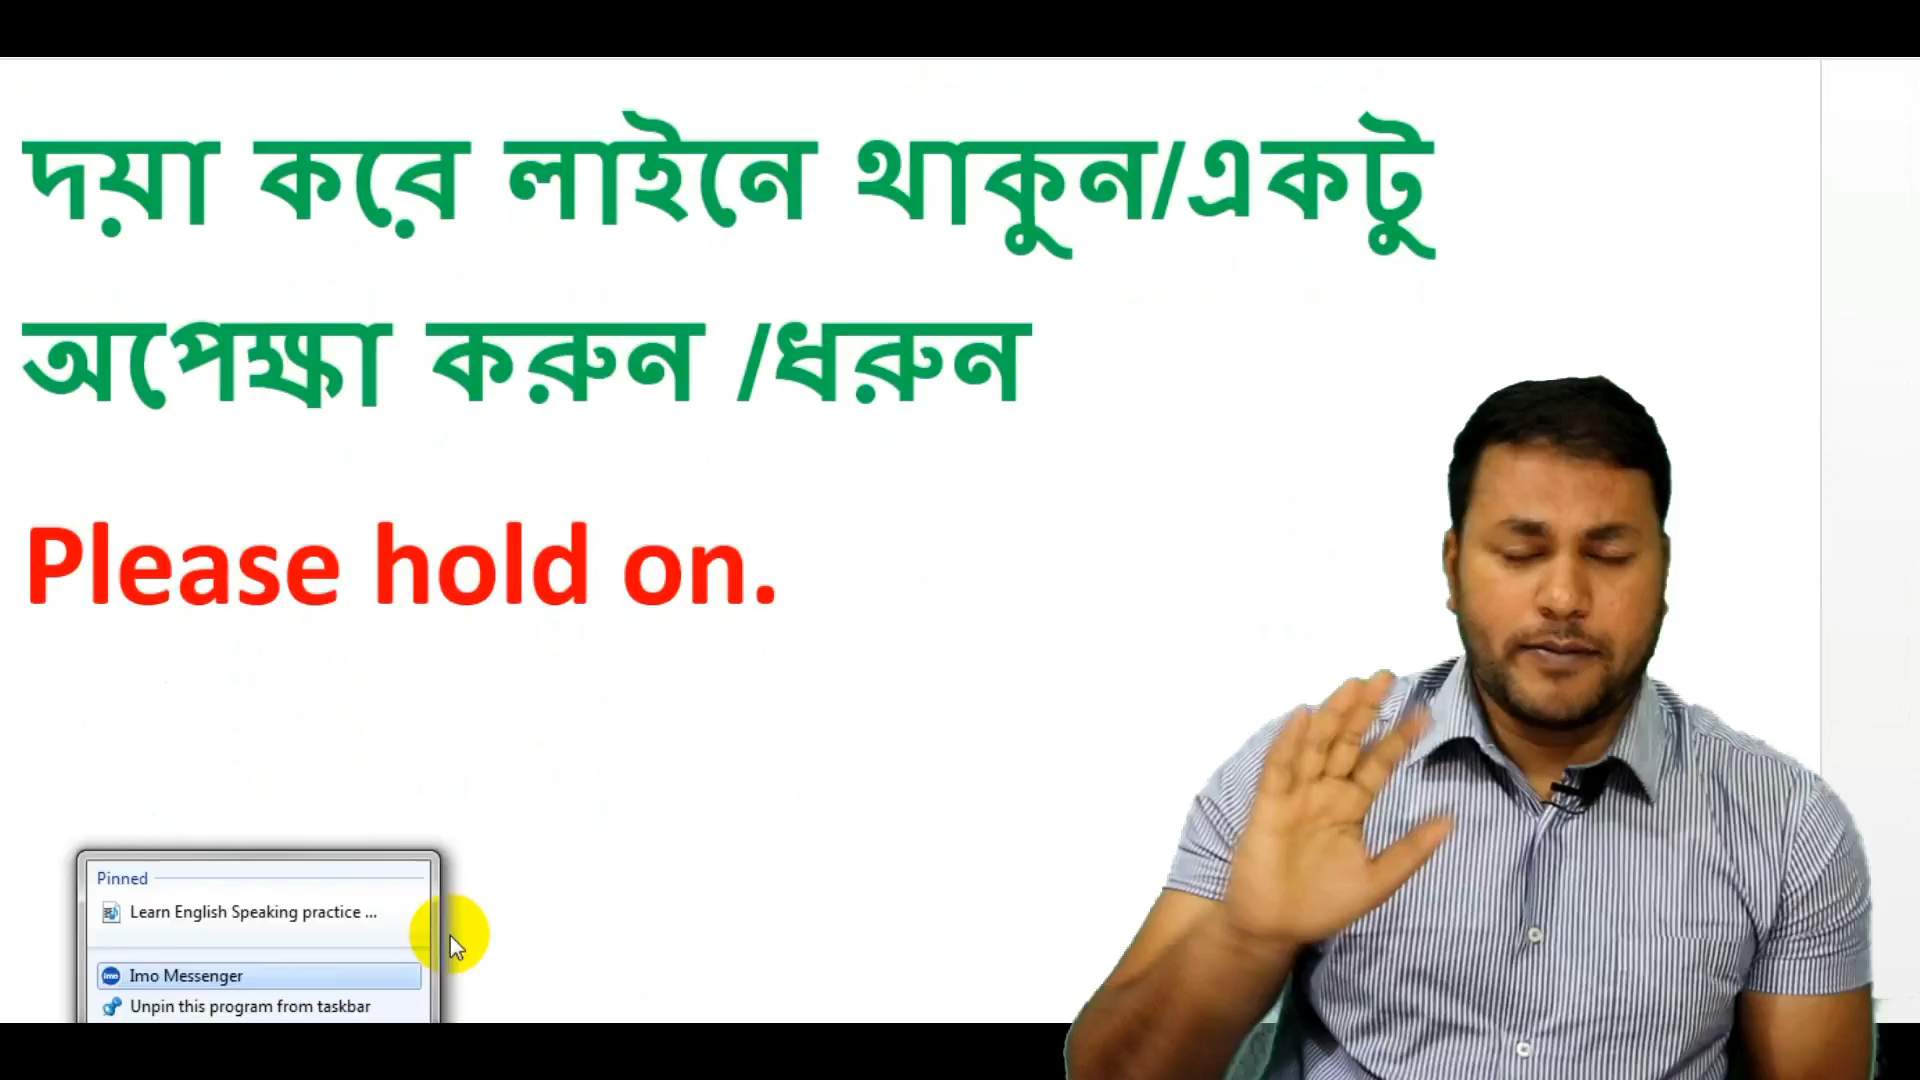 দয়া করে লাইনে থাকুন/একটু
অপেক্ষা করুন /ধরুন
Please hold on.
Pinned
Learn English Speaking practice ...
Imo Messenger
Unpin this program from taskbar